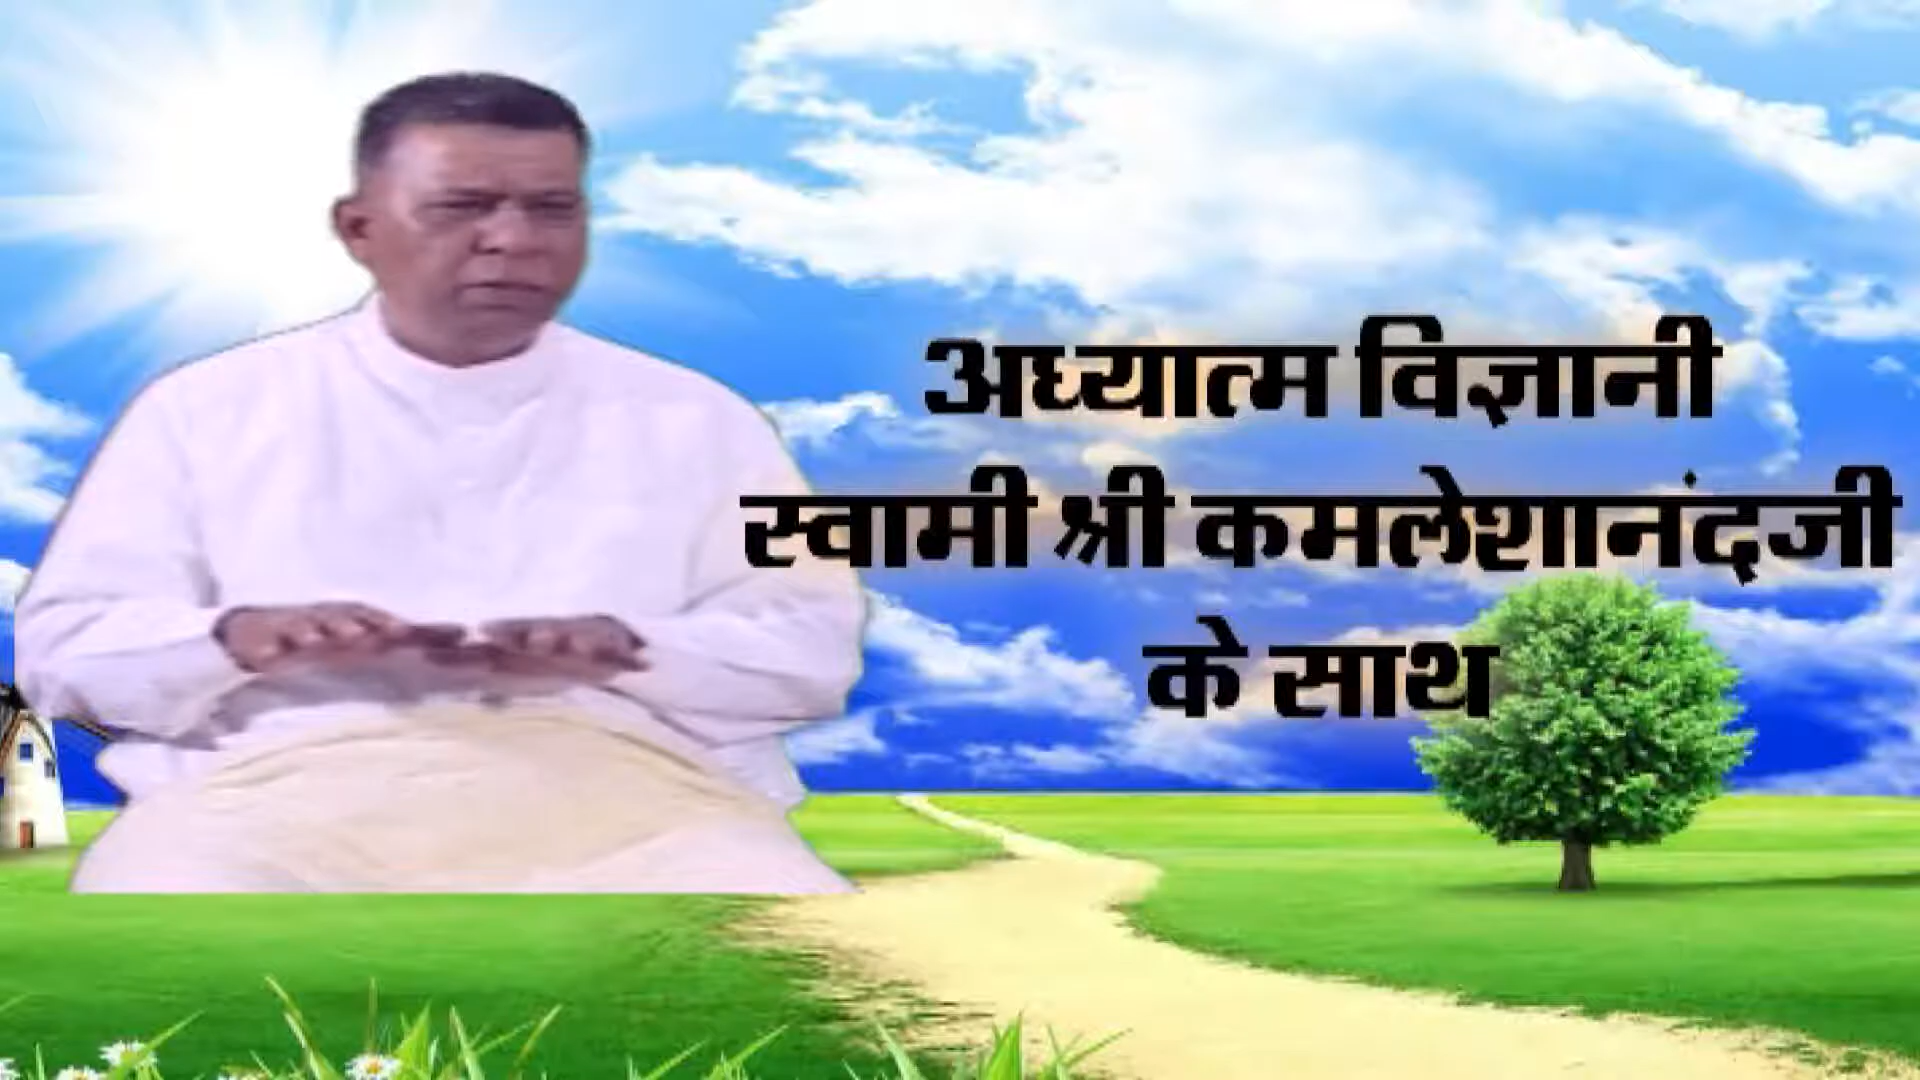 अध्यात्म विज्ञानी
स्वामी श्री कमलेशानंदजी
के साथ